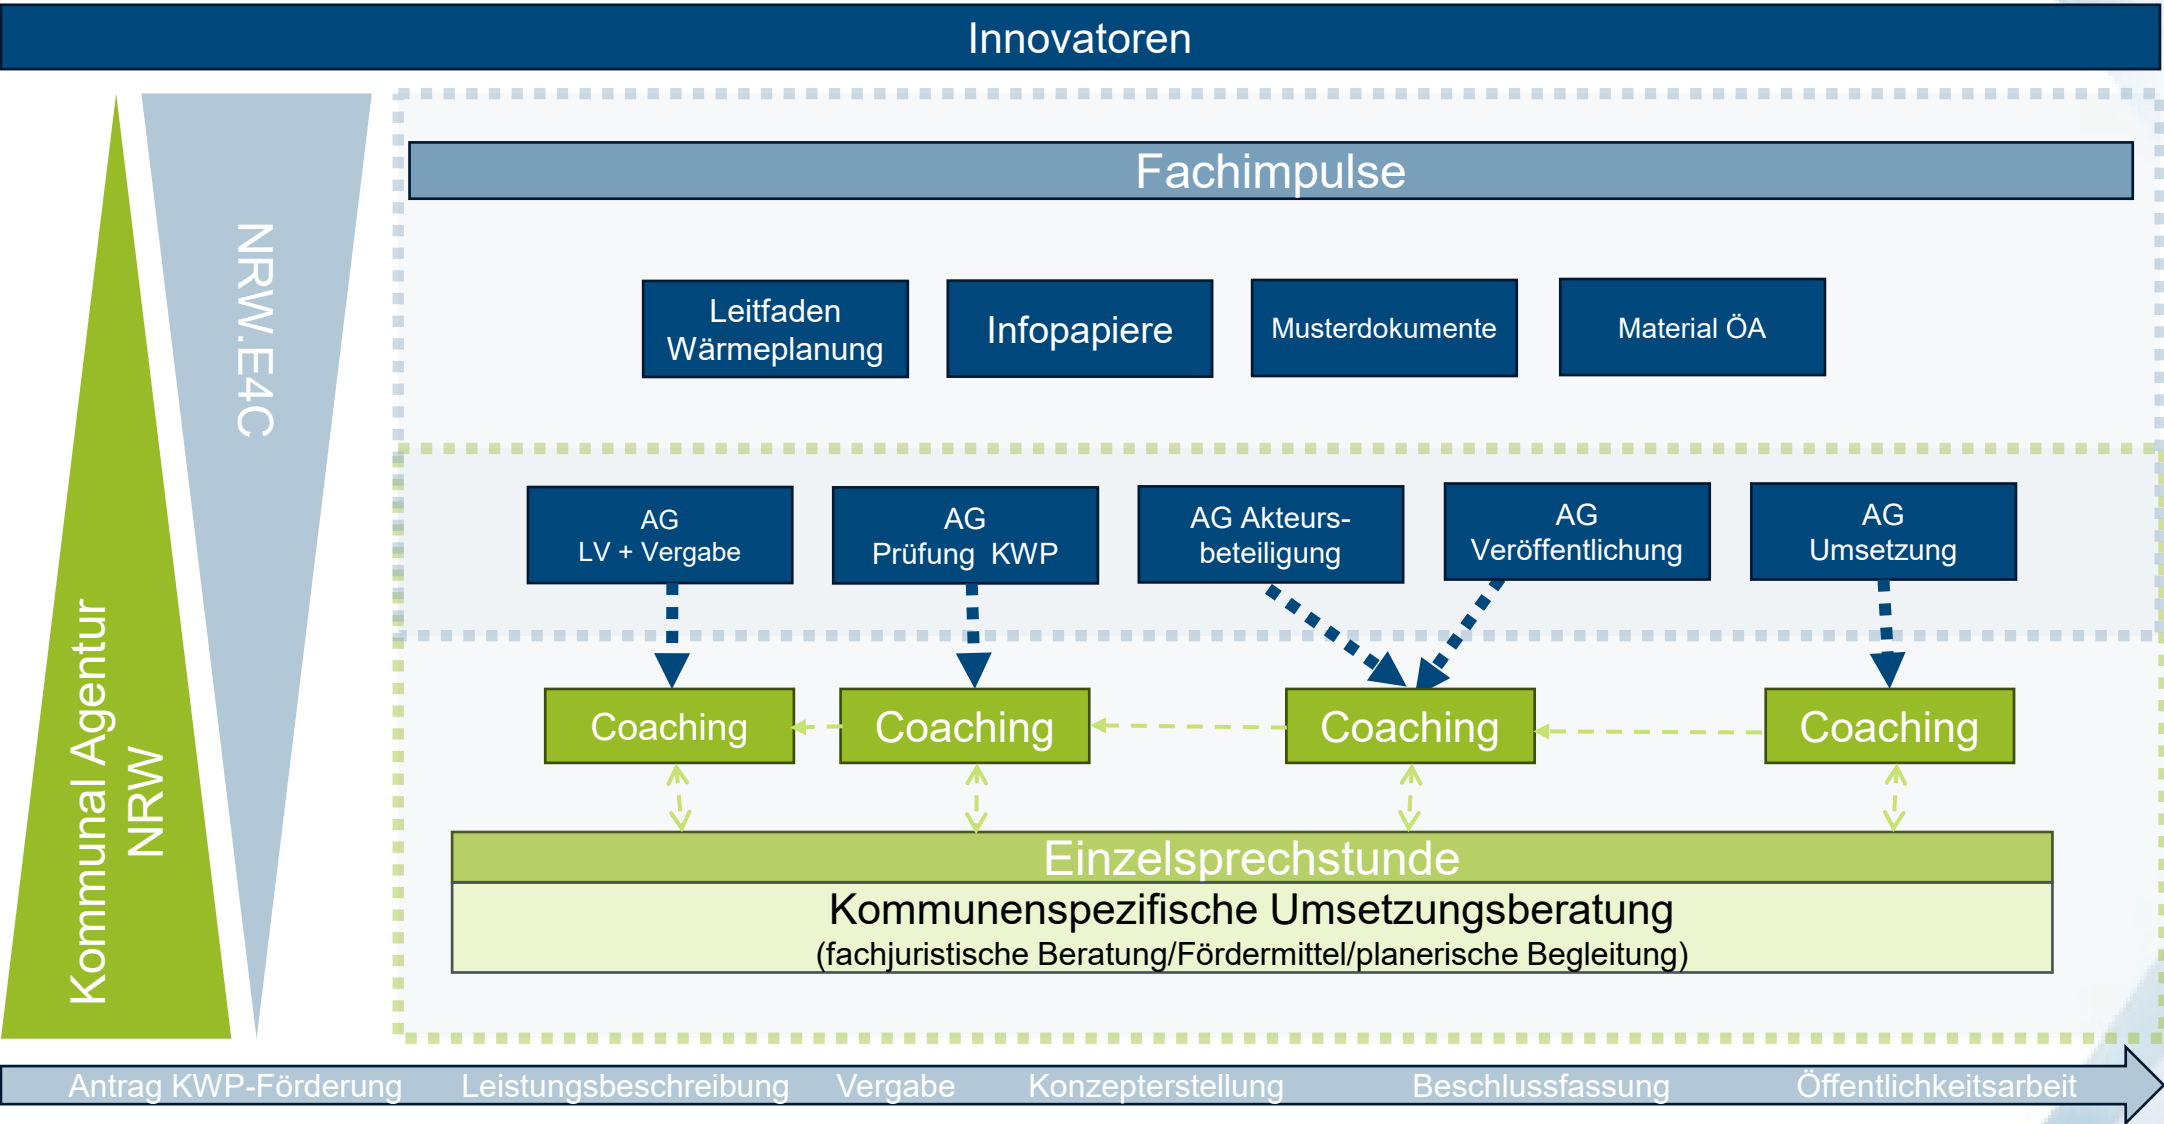 Innovatoren
NRW.E4C
Kommunal Agentur
NRW
Fachimpulse
Leitfaden
Wärmeplanung
Infopapiere
Musterdokumente
Material ÖA
AG
LV + Vergabe
AG
Prüfung KWP
AG Akteurs-
beteiligung
AG
Veröffentlichung
AG
Umsetzung
Coaching
Coaching
Coaching
Coaching
Einzelsprechstunde
Kommunenspezifische Umsetzungsberatung
(fachjuristische Beratung/Fördermittel/planerische Begleitung)
Antrag KWP-Förderung
Leistungsbeschreibung
Vergabe
Konzepterstellung
Beschlussfassung
Öffentlichkeitsarbeit